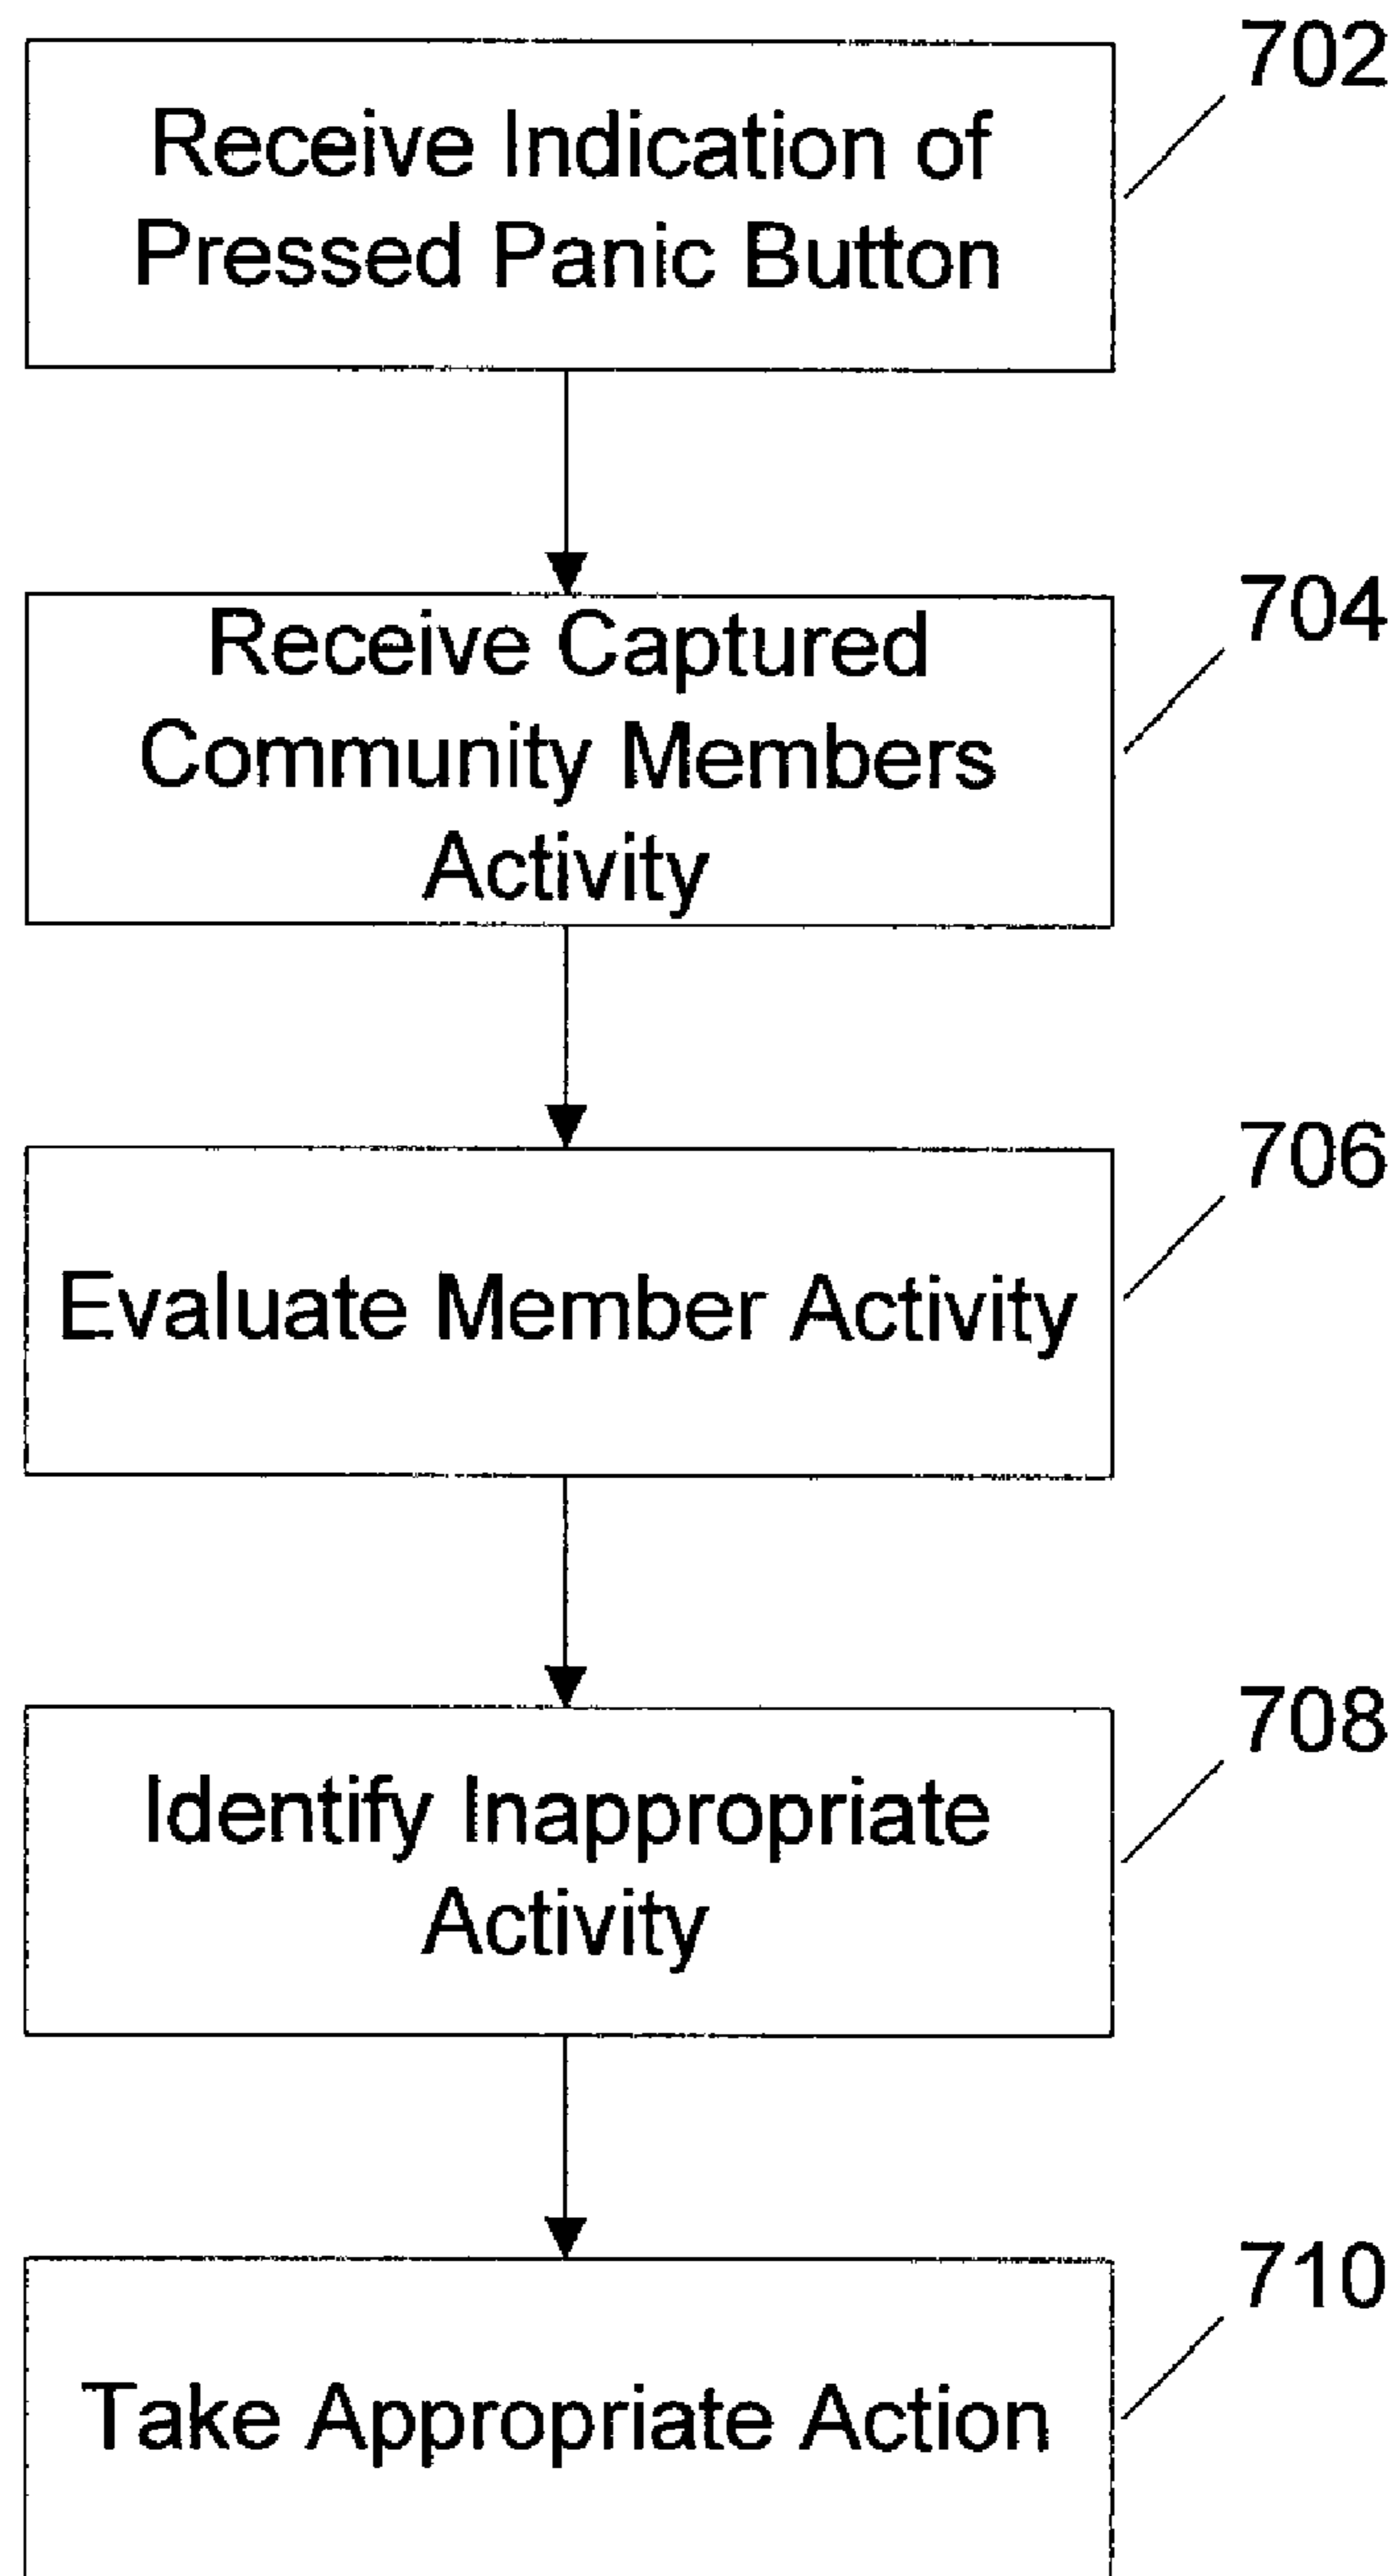 702
Receive Indication of
Pressed Panic Button
704
Receive Captured
Community Members
Activity
706
Evaluate Member Activity
708
Identify Inappropriate
Activity
710
Take Appropriate Action